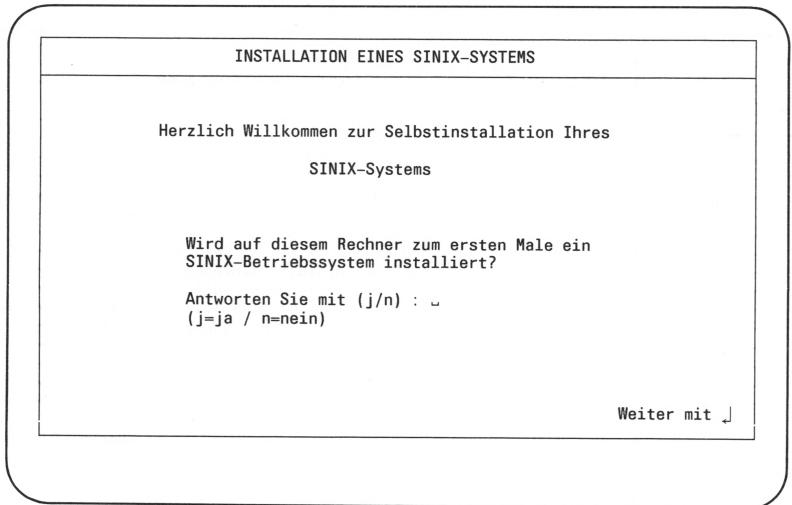 INSTALLATION EINES SINIX-SYSTEMS
Herzlich Willkommen zur Selbstinstallation Ihres
SINIX-Systems
Wird auf diesem Rechner zum ersten Male ein
SINIX-Betriebssystem installiert?
Antworten Sie mit (j/n) : ␣
(j=ja / n=nein)
Weiter mit ↲